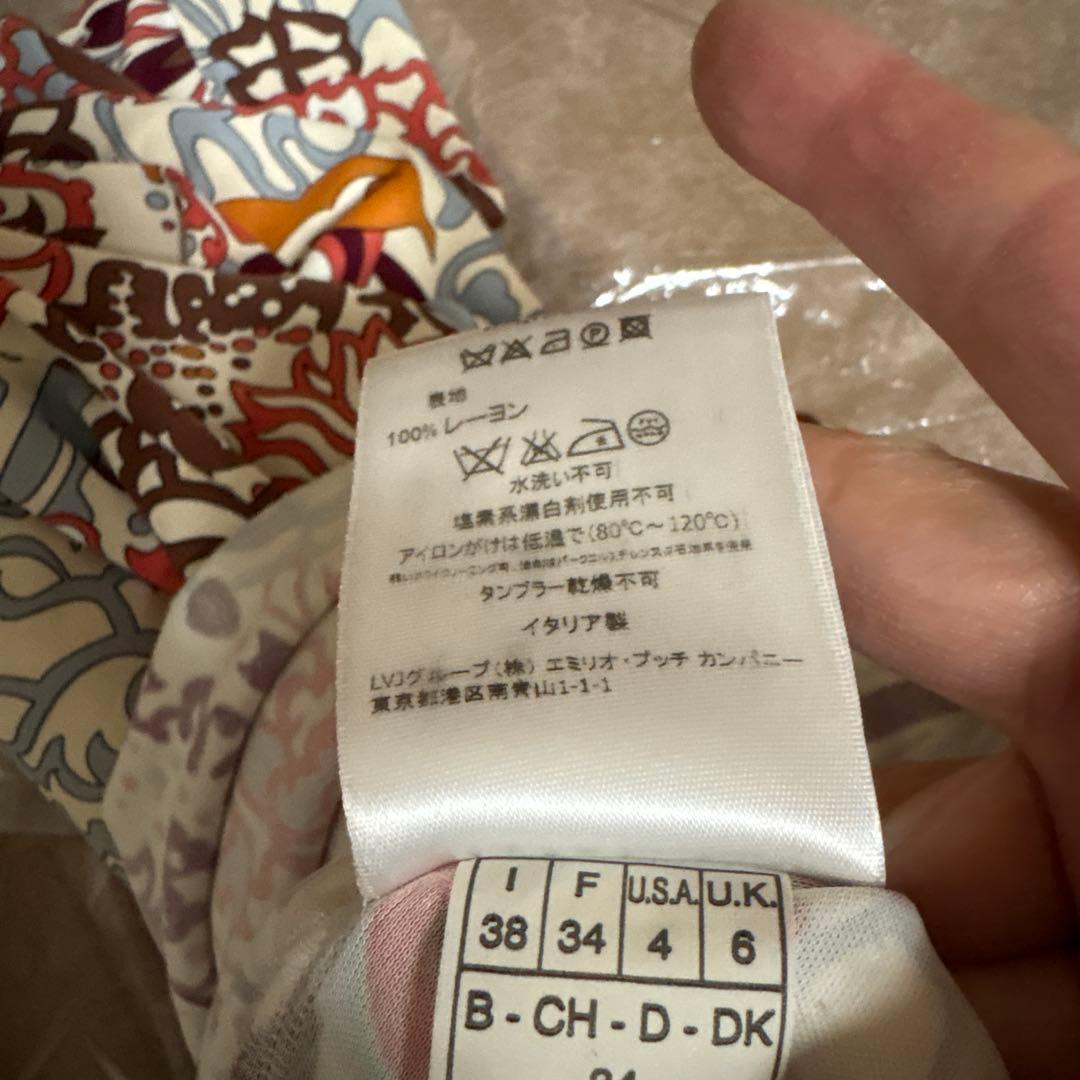 P
表地
100% レーヨン
水洗い不可
塩素系漂白剤使用不可
アイロンがけは低温で(80℃～120℃)
タンブラー乾燥不可
イタリア製
LVJグループ(株) エミリオ・プッチ カンパニー
東京都港区南青山1-1-1
I F U.S.A. U.K.
38 34 4 6
B - CH - D - DK